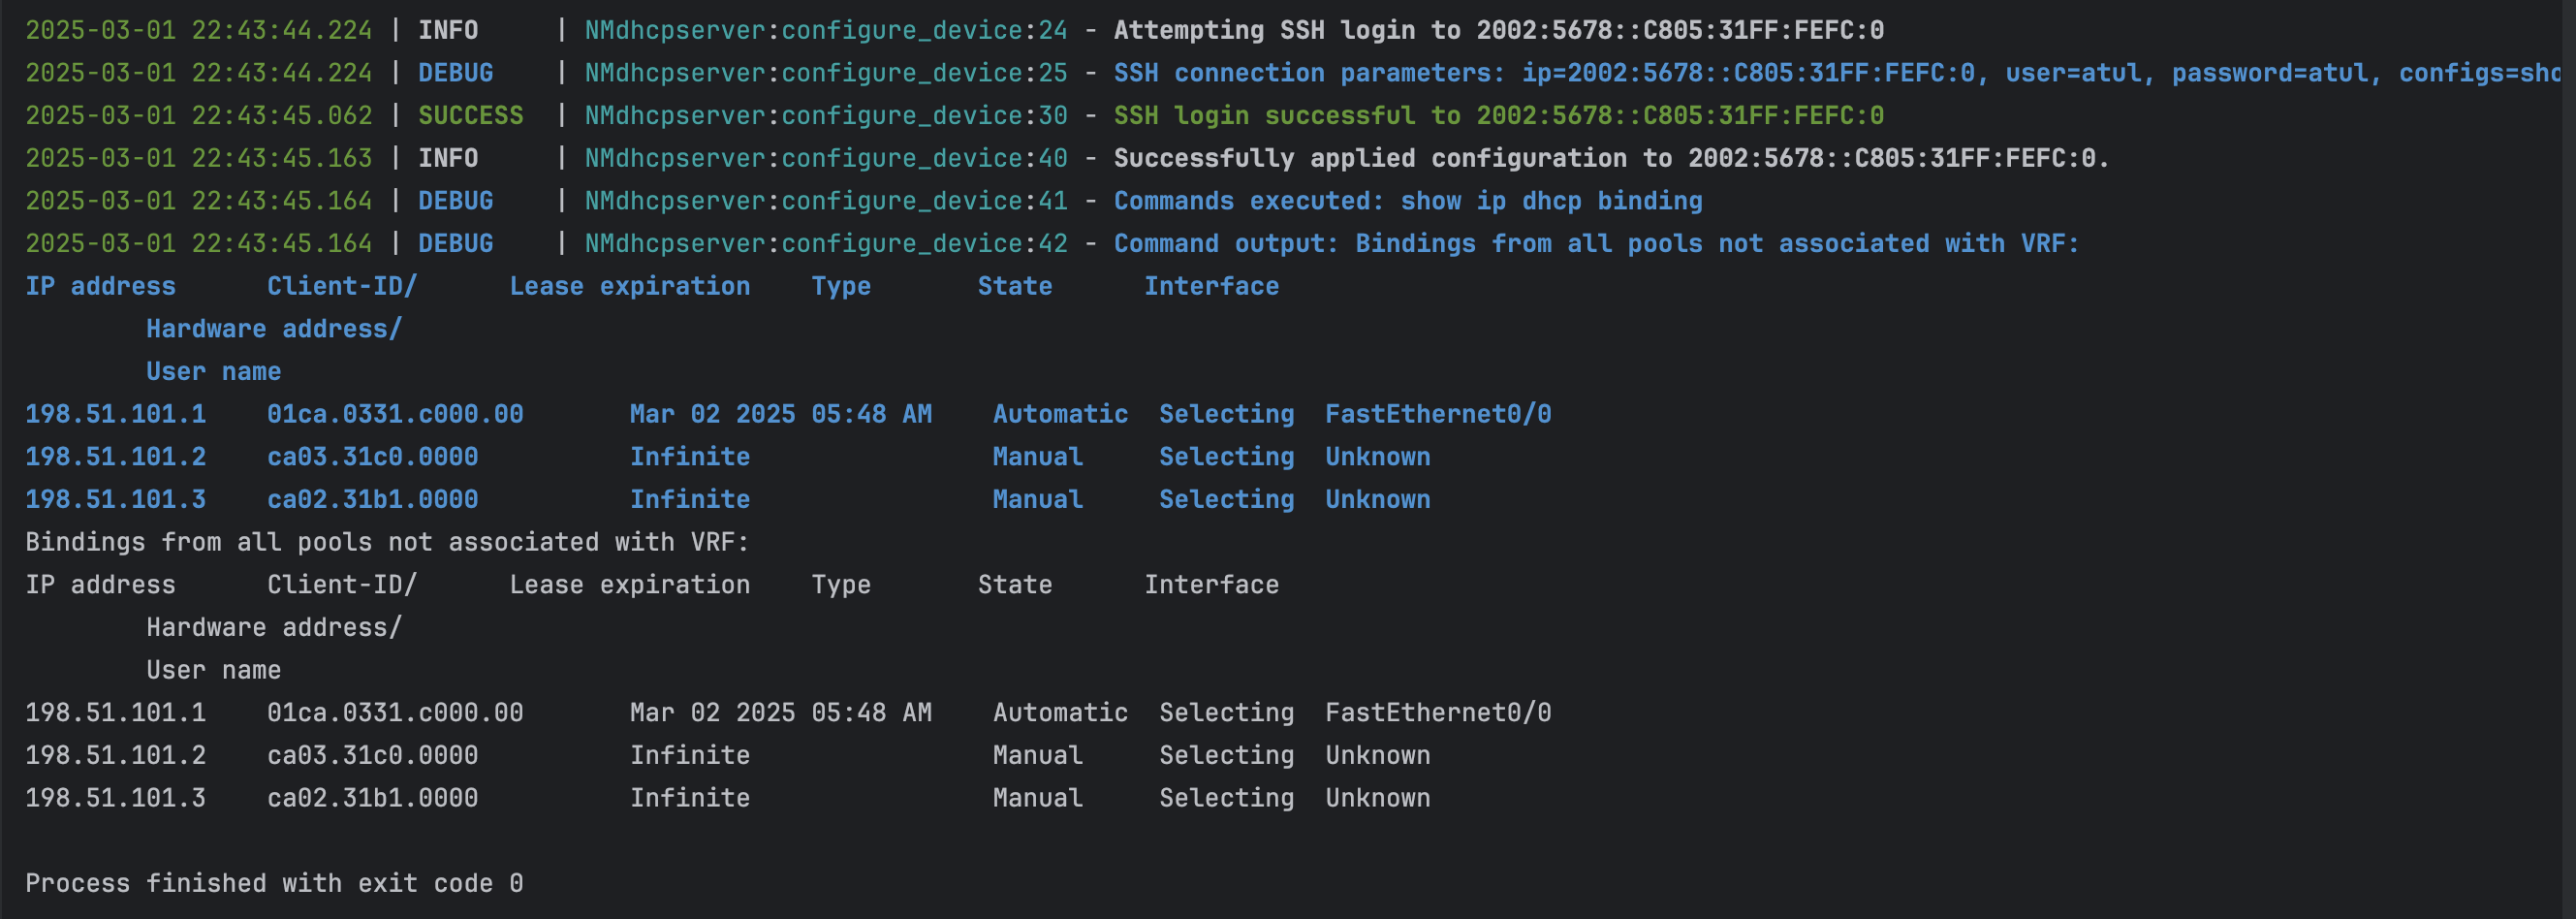 2025-03-01 22:43:44.224 | INFO     | NMdhcpserver:configure_device:24 - Attempting SSH login to 2002:5678::C805:31FF:FEFC:0
2025-03-01 22:43:44.224 | DEBUG    | NMdhcpserver:configure_device:25 - SSH connection parameters: ip=2002:5678::C805:31FF:FEFC:0, user=atul, password=atul, configs=sho
2025-03-01 22:43:45.062 | SUCCESS  | NMdhcpserver:configure_device:30 - SSH login successful to 2002:5678::C805:31FF:FEFC:0
2025-03-01 22:43:45.163 | INFO     | NMdhcpserver:configure_device:40 - Successfully applied configuration to 2002:5678::C805:31FF:FEFC:0.
2025-03-01 22:43:45.164 | DEBUG    | NMdhcpserver:configure_device:41 - Commands executed: show ip dhcp binding
2025-03-01 22:43:45.164 | DEBUG    | NMdhcpserver:configure_device:42 - Command output: Bindings from all pools not associated with VRF:
IP address      Client-ID/      Lease expiration    Type       State      Interface
        Hardware address/
        User name
198.51.101.1    01ca.0331.c000.00       Mar 02 2025 05:48 AM    Automatic  Selecting  FastEthernet0/0
198.51.101.2    ca03.31c0.0000          Infinite                Manual     Selecting  Unknown
198.51.101.3    ca02.31b1.0000          Infinite                Manual     Selecting  Unknown
Bindings from all pools not associated with VRF:
IP address      Client-ID/      Lease expiration    Type       State      Interface
        Hardware address/
        User name
198.51.101.1    01ca.0331.c000.00       Mar 02 2025 05:48 AM    Automatic  Selecting  FastEthernet0/0
198.51.101.2    ca03.31c0.0000          Infinite                Manual     Selecting  Unknown
198.51.101.3    ca02.31b1.0000          Infinite                Manual     Selecting  Unknown
Process finished with exit code 0